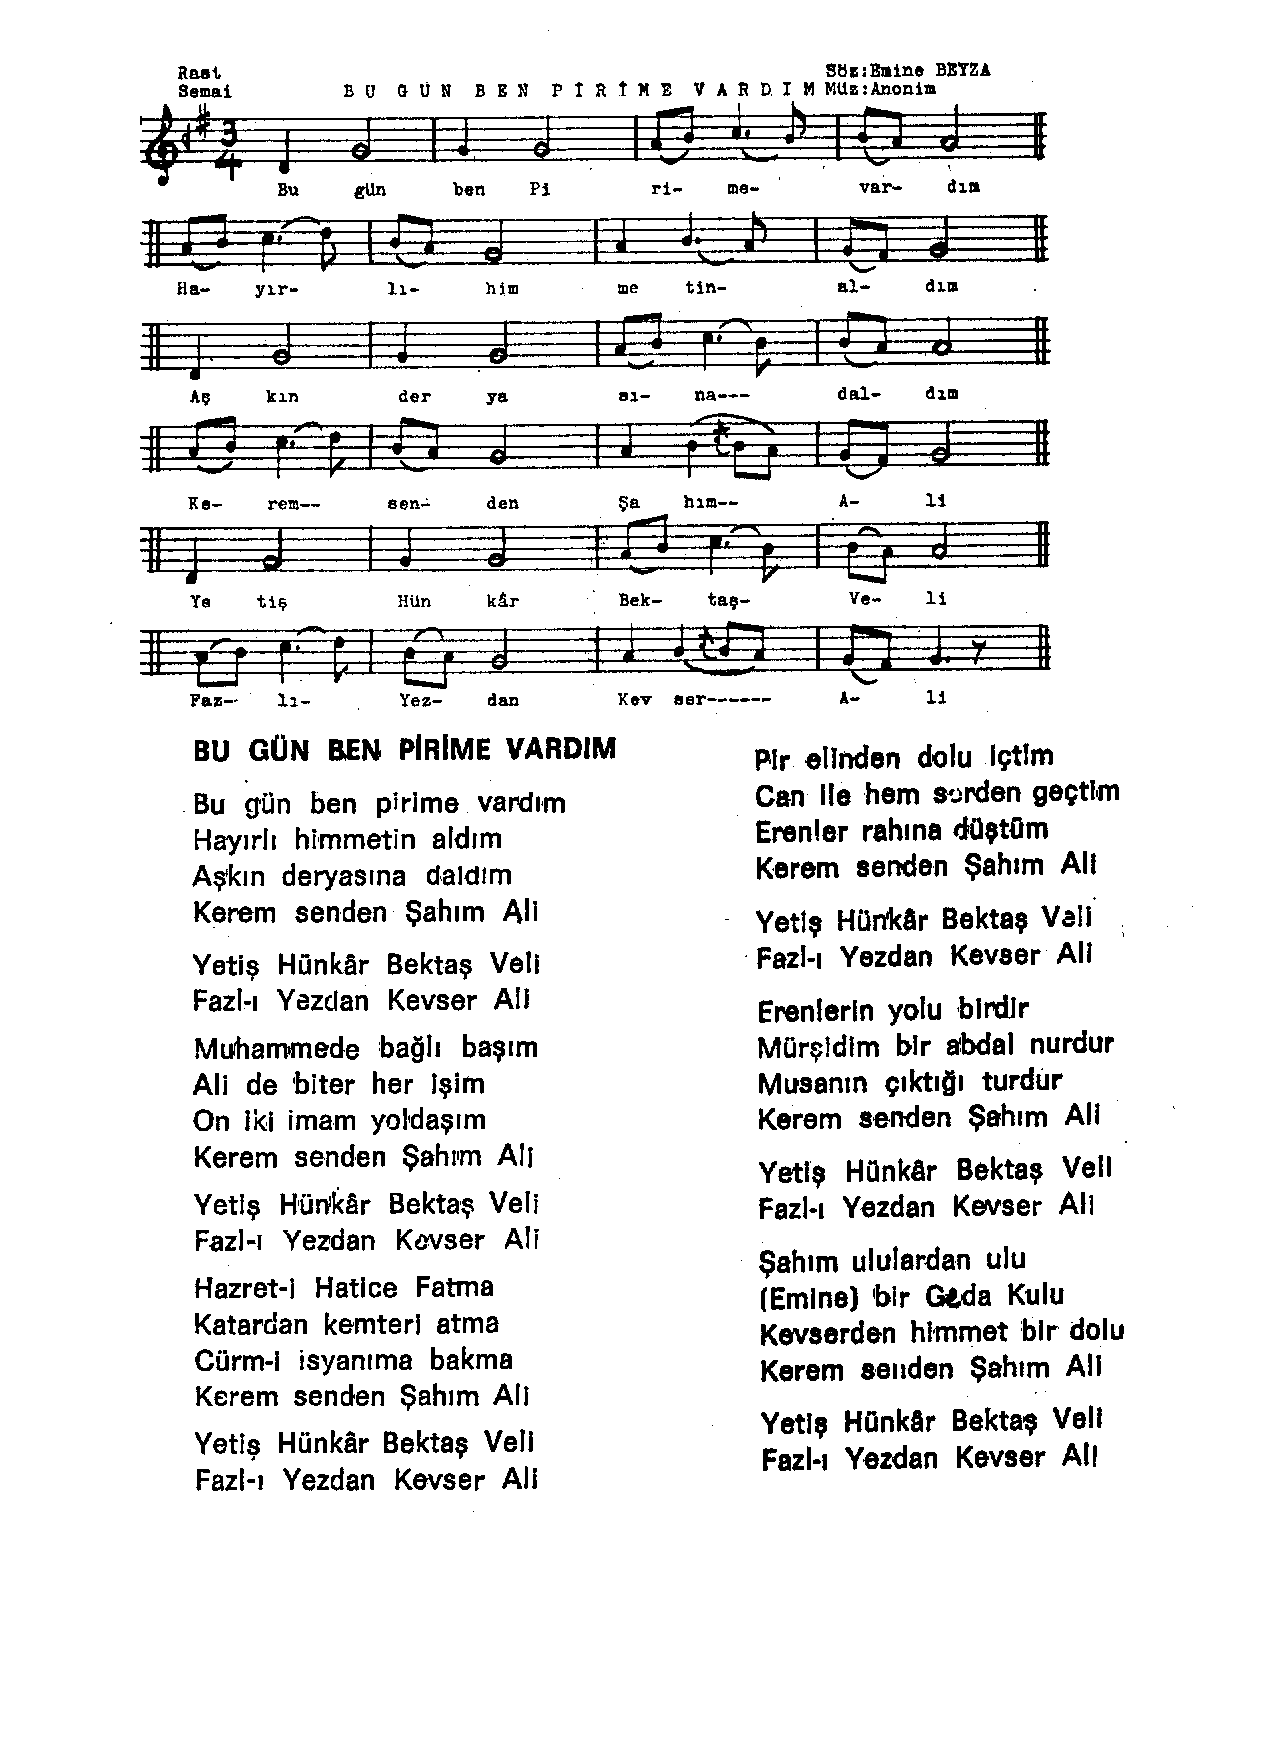 Rast
Semai
BU GÜN BEN PİRİME VARDIM
Söz:Emine BEYZA
Müz:Anonim
3
4
Bu gün ben Pi ri- me- var- dım
Ha- yır- lı- him me tin- al- dım
Aş kın der ya sı- na--- dal- dım
Ke- rem-- sen- den Şa hım-- A- li
Ye tiş Hün kâr Bek- taş- Ve- li
Faz-- lı- Yez- dan Kev ser------ A- li
BU GÜN BEN PİRİME VARDIM
Bu gün ben pirime vardım
Hayırlı himmetin aldım
Aşkın deryasına daldım
Kerem senden Şahım Ali
Yetiş Hünkâr Bektaş Veli
Fazl-ı Yezdan Kevser Ali
Muhammede bağlı başım
Ali de biter her işim
On iki imam yoldaşım
Kerem senden Şahım Ali
Yetiş Hünkâr Bektaş Veli
Fazl-ı Yezdan Kevser Ali
Hazret-i Hatice Fatma
Katardan kemteri atma
Cürm-i isyanıma bakma
Kerem senden Şahım Ali
Yetiş Hünkâr Bektaş Veli
Fazl-ı Yezdan Kevser Ali
Pir elinden dolu içtim
Can ile hem serden geçtim
Erenler rahına düştüm
Kerem senden Şahım Ali
Yetiş Hünkâr Bektaş Veli
Fazl-ı Yezdan Kevser Ali
Erenlerin yolu birdir
Mürşidim bir abdal nurdur
Musanın çıktığı turdur
Kerem senden Şahım Ali
Yetiş Hünkâr Bektaş Veli
Fazl-ı Yezdan Kevser Ali
Şahım ululardan ulu
(Emine) bir Geda Kulu
Kevserden himmet bir dolu
Kerem senden Şahım Ali
Yetiş Hünkâr Bektaş Veli
Fazl-ı Yezdan Kevser Ali